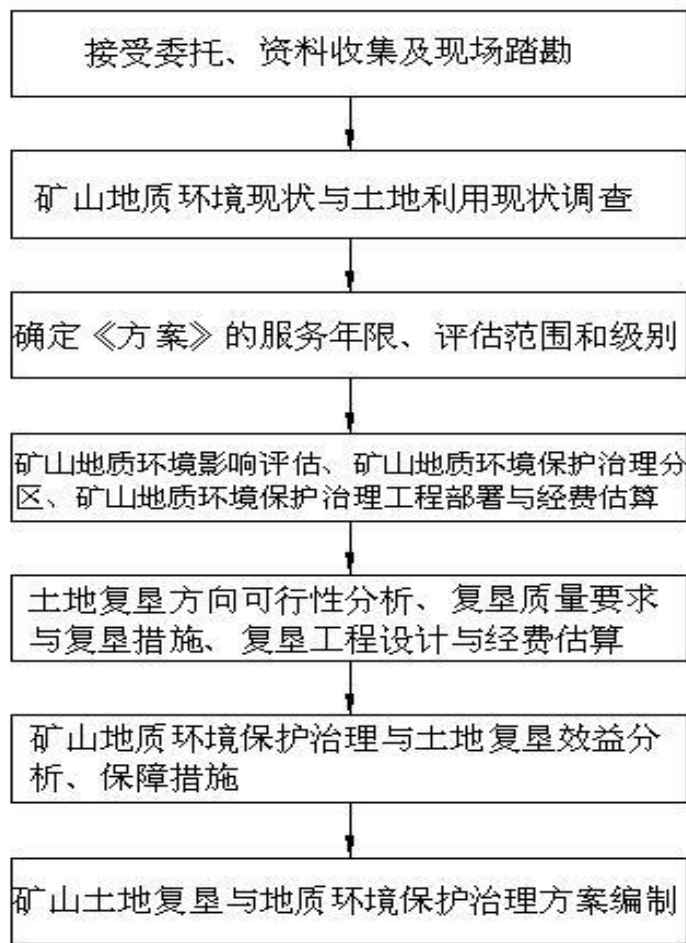 接受委托、资料收集及现场踏勘
矿山地质环境现状与土地利用现状调查
确定《方案》的服务年限、评估范围和级别
矿山地质环境影响评估、矿山地质环境保护治理分
区、矿山地质环境保护治理工程部署与经费估算
土地复垦方向可行性分析、复垦质量要求
与复垦措施、复垦工程设计与经费估算
矿山地质环境保护治理与土地复垦效益分
析、保障措施
矿山土地复垦与地质环境保护治理方案编制